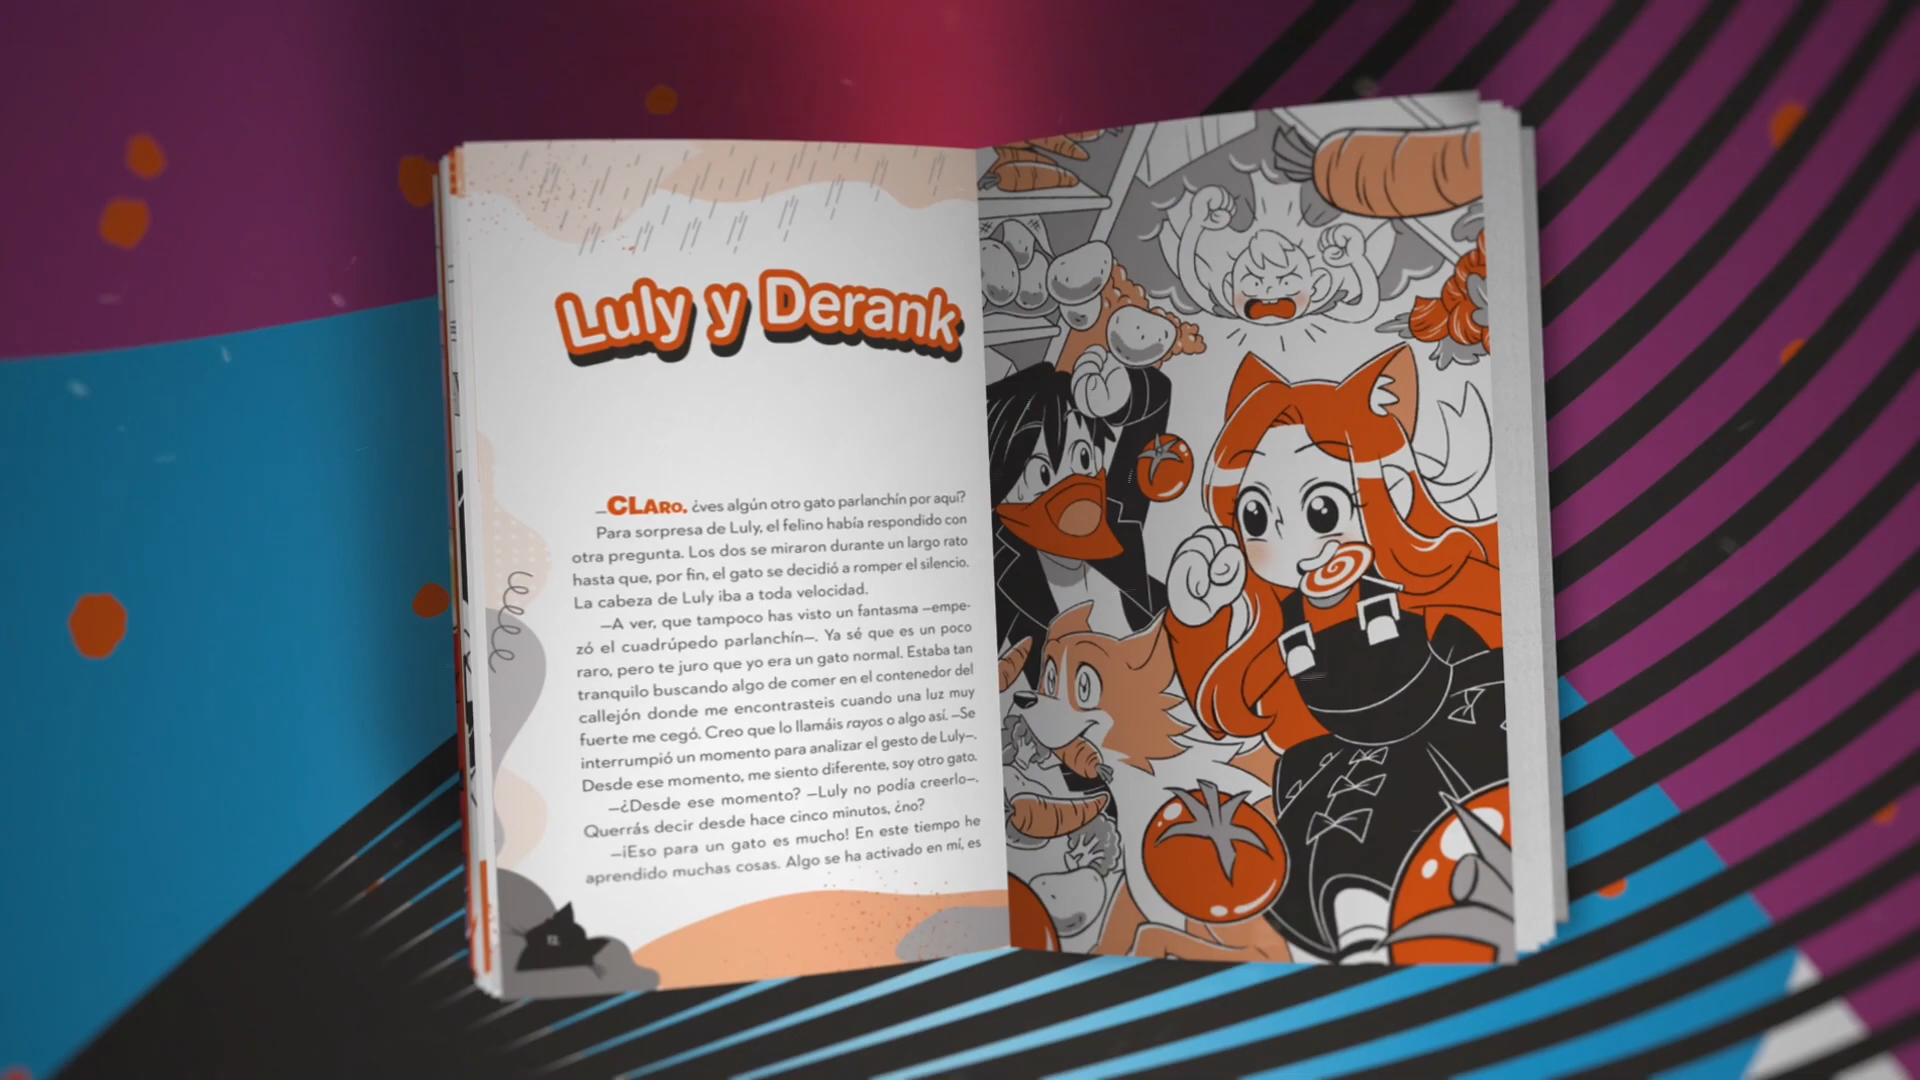 Luly y Derank
—CLARO, ¿ves algún otro gato parlanchín por aquí?
Para sorpresa de Luly, el felino había respondido con
otra pregunta. Los dos se miraron durante un largo rato
hasta que, por fin, el gato se decidió a romper el silencio.
La cabeza de Luly iba a toda velocidad.
—A ver, que tampoco has visto un fantasma —empe-
zó el cuadrúpedo parlanchín—. Ya sé que es un poco
raro, pero te juro que yo era un gato normal. Estaba tan
tranquilo buscando algo de comer en el contenedor del
callejón donde me encontrasteis cuando una luz muy
fuerte me cegó. Creo que lo llamáis rayos o algo así. —Se
interrumpió un momento para analizar el gesto de Luly—.
Desde ese momento, me siento diferente, soy otro gato.
—¿Desde ese momento? —Luly no podía creerlo—.
Querrás decir desde hace cinco minutos, ¿no?
—¡Eso para un gato es mucho! En este tiempo he
aprendido muchas cosas. Algo se ha activado en mí, es
12